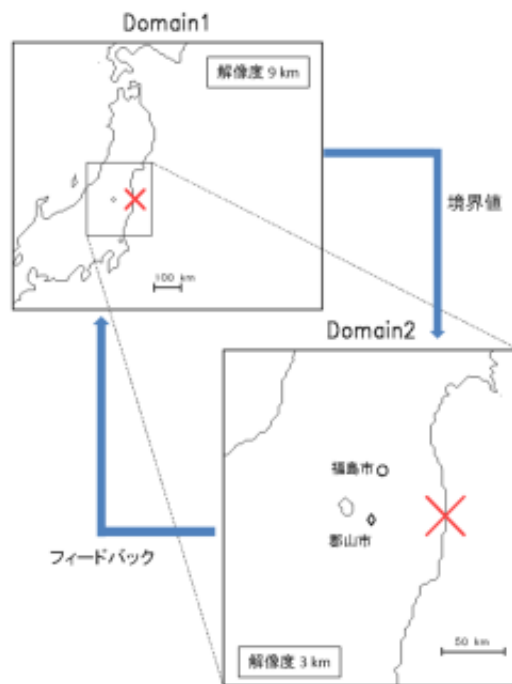 Domain1
解像度 9 km
100 km
境界値
Domain2
福島市
郡山市
フィードバック
50 km
解像度 3 km